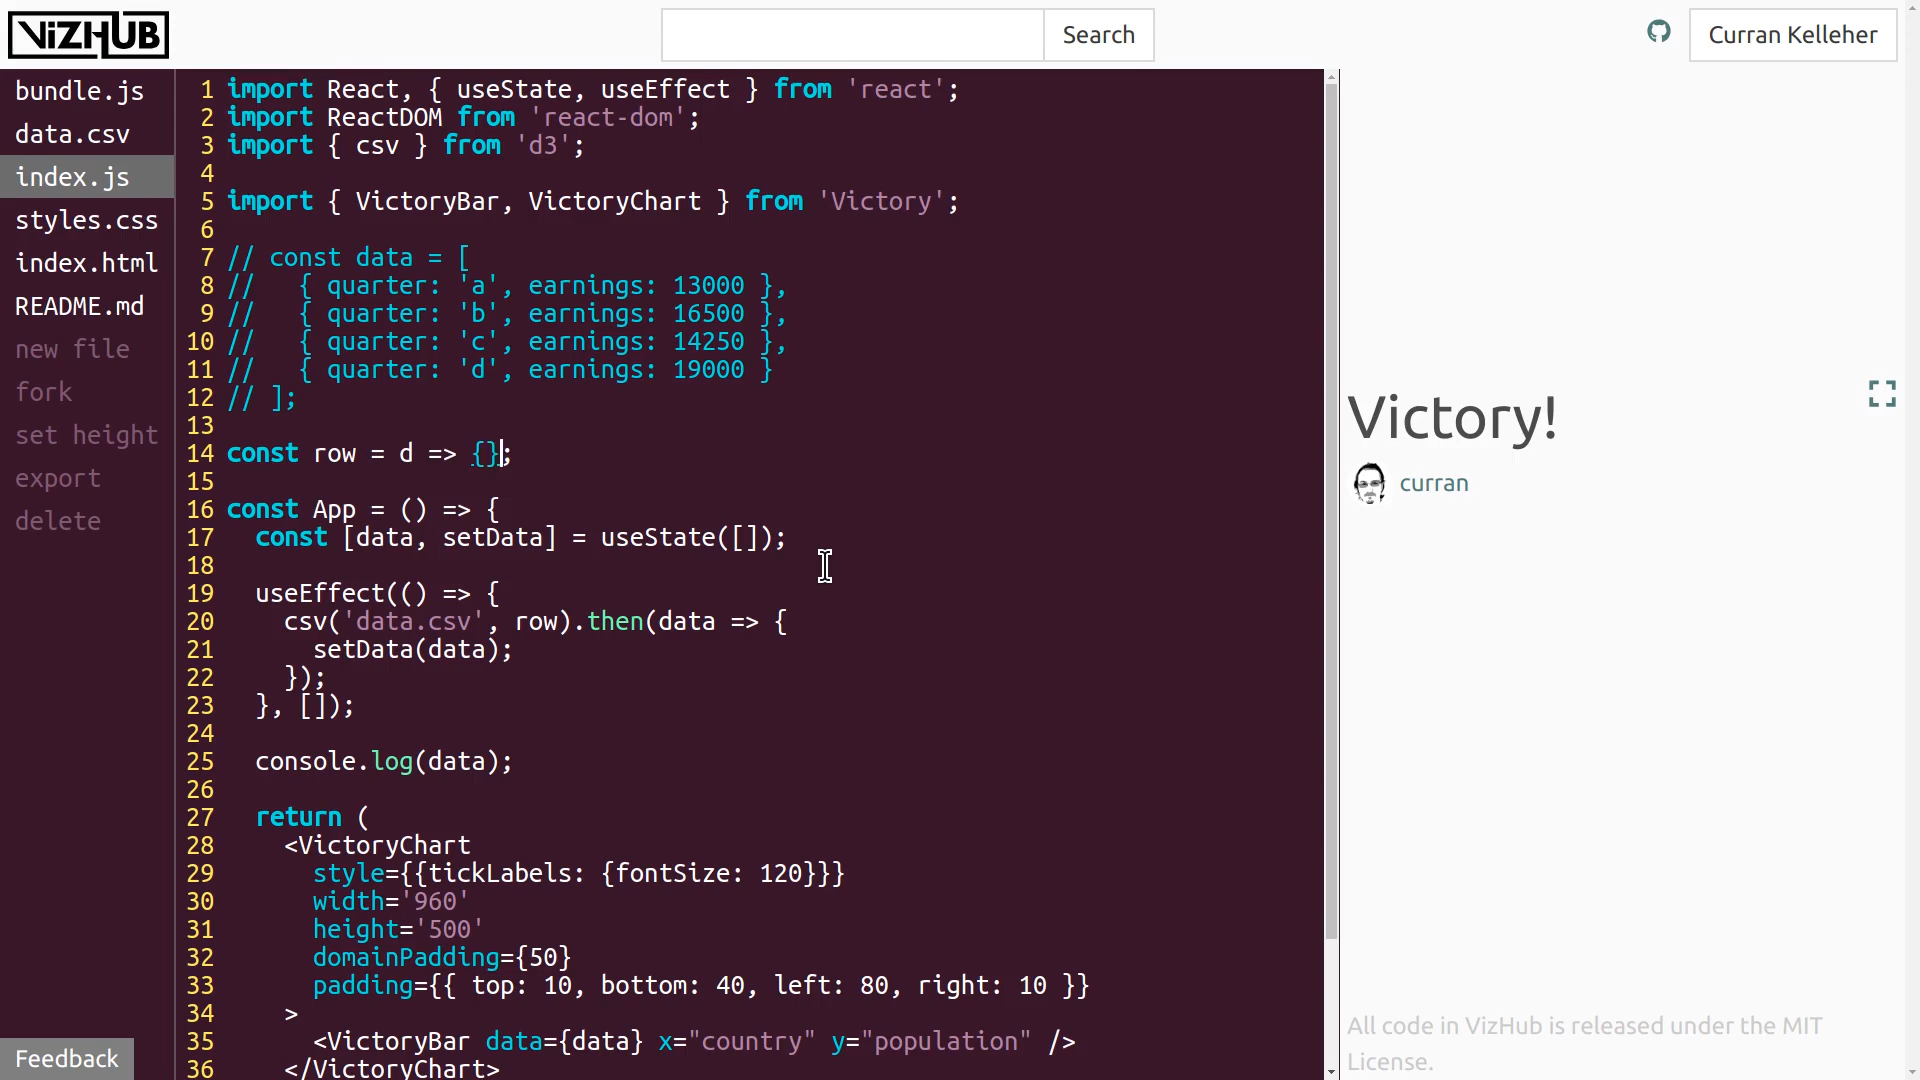 VIZHUB
Search
Curran Kelleher
bundle.js
data.csv
index.js
styles.css
index.html
README.md
new file
fork
set height
export
delete
Feedback
1 import React, { useState, useEffect } from 'react';
2 import ReactDOM from 'react-dom';
3 import { csv } from 'd3';
4
5 import { VictoryBar, VictoryChart } from 'Victory';
6
7 // const data = [
8 //   { quarter: 'a', earnings: 13000 },
9 //   { quarter: 'b', earnings: 16500 },
10 //   { quarter: 'c', earnings: 14250 },
11 //   { quarter: 'd', earnings: 19000 }
12 // ];
13
14 const row = d => {};
15
16 const App = () => {
17   const [data, setData] = useState([]);
18
19   useEffect(() => {
20     csv('data.csv', row).then(data => {
21       setData(data);
22     });
23   }, []);
24
25   console.log(data);
26
27   return (
28     <VictoryChart
29       style={{tickLabels: {fontSize: 120}}}
30       width='960'
31       height='500'
32       domainPadding={50}
33       padding={{ top: 10, bottom: 40, left: 80, right: 10 }}
34     >
35       <VictoryBar data={data} x="country" y="population" />
36     </VictoryChart>
Victory!
curran
All code in VizHub is released under the MIT
License.